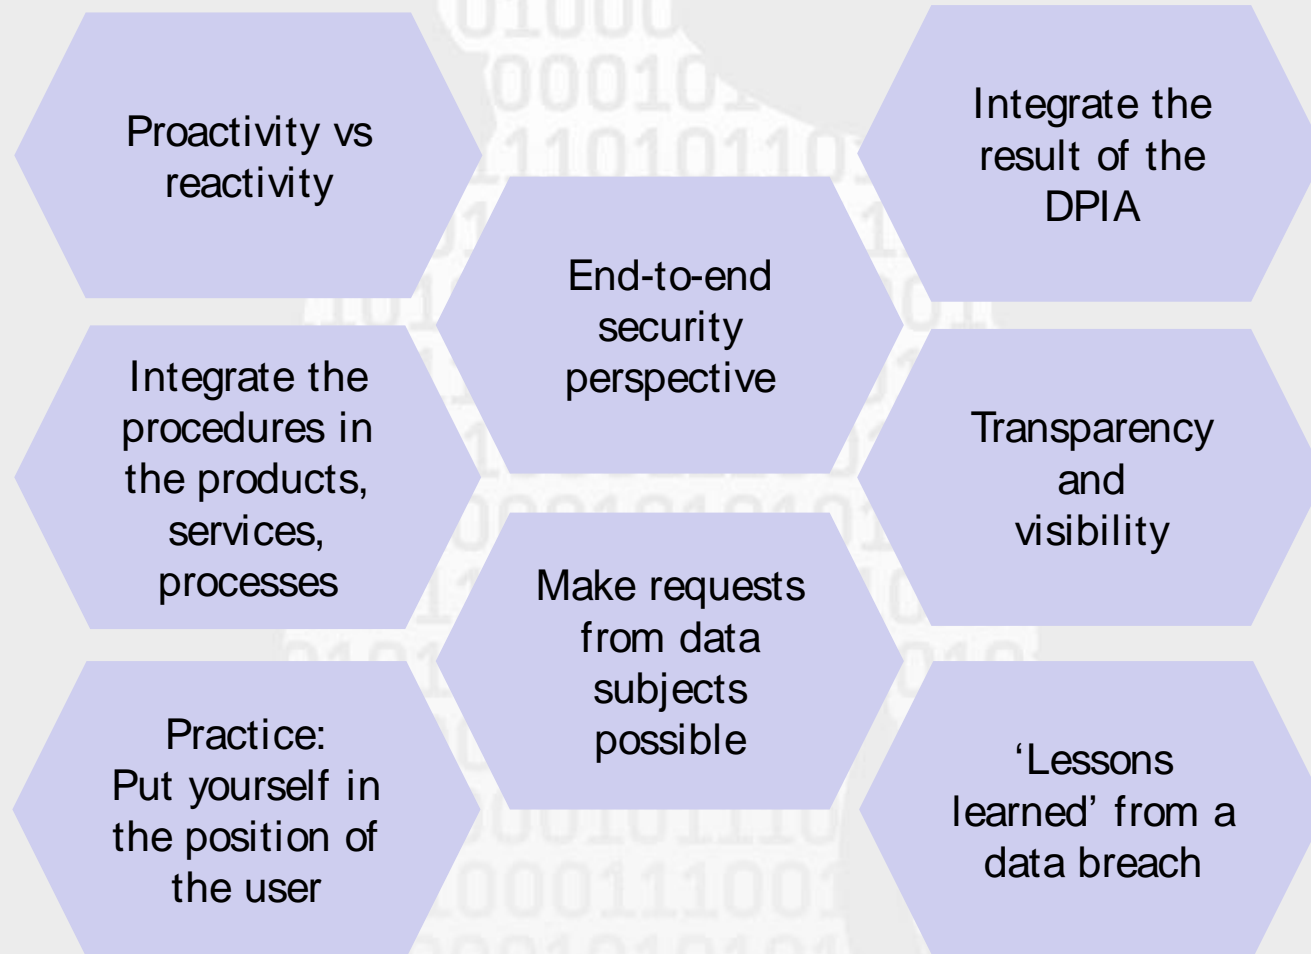 Proactivity vs
reactivity
Integrate the
procedures in
the products,
services,
processes
Practice:
Put yourself in
the position of
the user
End-to-end
security
perspective
Make requests
from data
subjects
possible
Integrate the
result of the
DPIA
Transparency
and
visibility
‘Lessons
learned’ from a
data breach